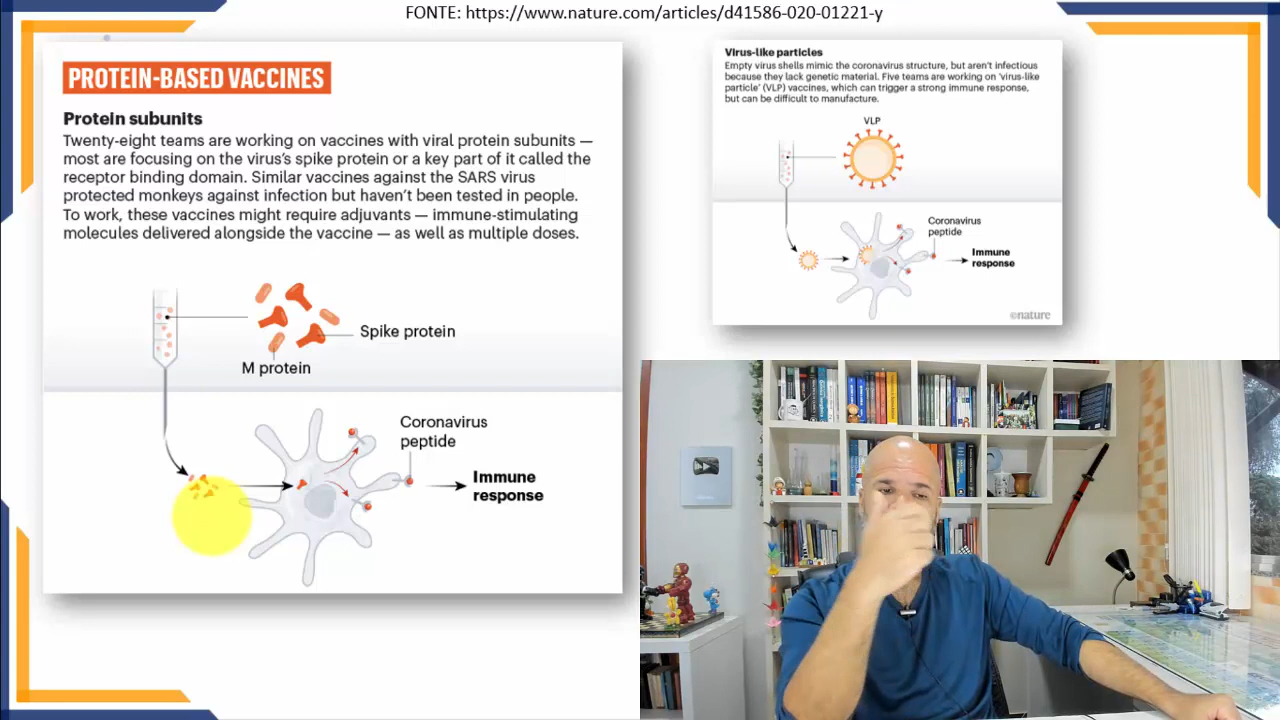 FONTE: https://www.nature.com/articles/d41586-020-01221-y
PROTEIN-BASED VACCINES
Protein subunits
Twenty-eight teams are working on vaccines with viral protein subunits —
most are focusing on the virus’s spike protein or a key part of it called the
receptor binding domain. Similar vaccines against the SARS virus
protected monkeys against infection but haven’t been tested in people.
To work, these vaccines might require adjuvants — immune-stimulating
molecules delivered alongside the vaccine — as well as multiple doses.
Spike protein
M protein
Coronavirus
peptide
Immune
response
Virus-like particles
Empty virus shells mimic the coronavirus structure, but aren’t infectious
because they lack genetic material. Five teams are working on ‘virus-like
particle’ (VLP) vaccines, which can trigger a strong immune response,
but can be difficult to manufacture.
VLP
Coronavirus
peptide
Immune
response
©nature